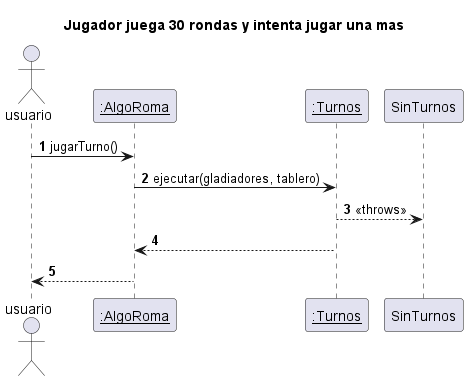 Jugador juega 30 rondas y intenta jugar una mas
usuario
:AlgoRoma
:Turnos
SinTurnos
1 jugarTurno()
2 ejecutar(gladiadores, tablero)
3 «throws»
4
5
usuario
:AlgoRoma
:Turnos
SinTurnos